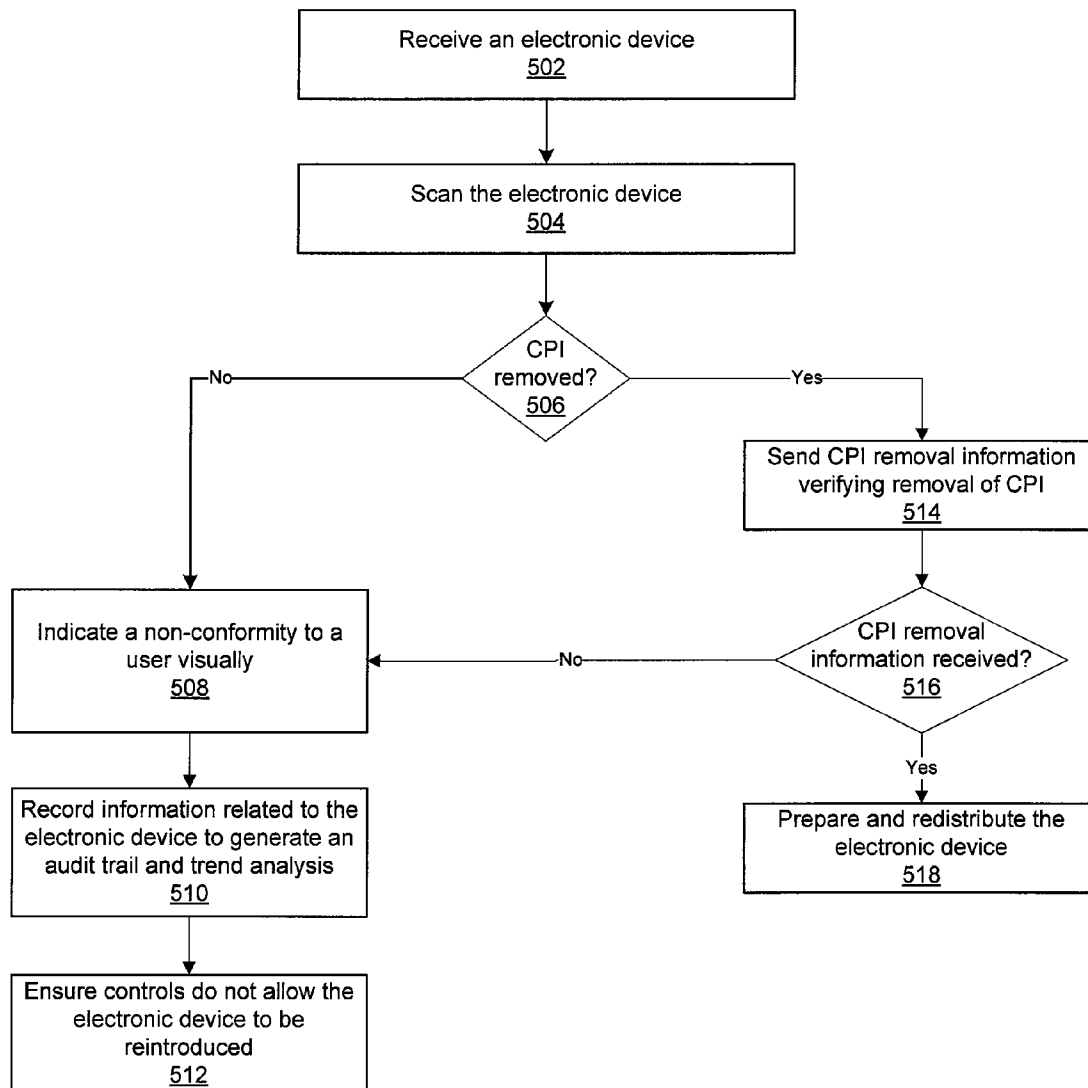 Receive an electronic device
502
Scan the electronic device
504
CPI
removed?
506
No
Yes
Send CPI removal information
verifying removal of CPI
514
CPI removal
information received?
516
No
Yes
Indicate a non-conformity to a
user visually
508
Record information related to the
electronic device to generate an
audit trail and trend analysis
510
Prepare and redistribute the
electronic device
518
Ensure controls do not allow the
electronic device to be
reintroduced
512